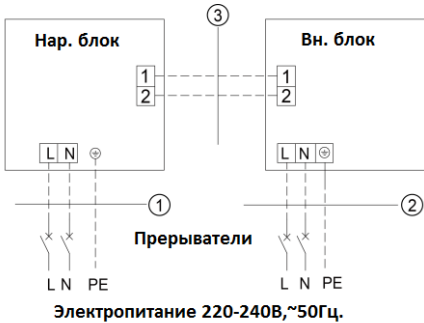 3
Нар. блок
Вн. блок
1
1
2
2
L N
L N
1
2
Прерыватели
L N PE
L N PE
Электропитание 220-240В,~50Гц.